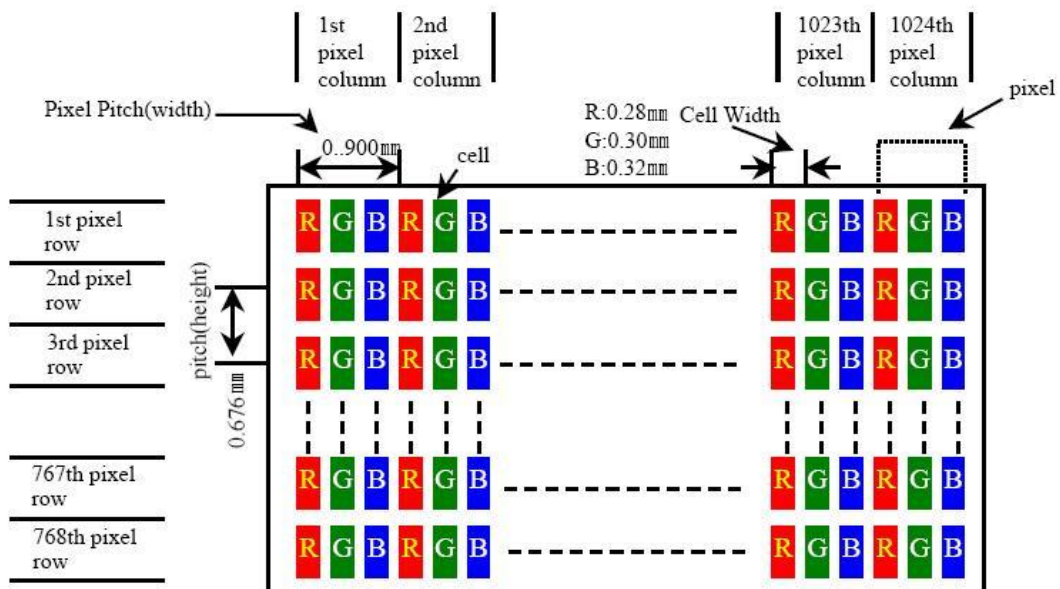 1st
pixel
column
2nd
pixel
column
1023th
pixel
column
1024th
pixel
column
pixel
Pixel Pitch(width)
R:0.28㎜
G:0.30㎜
B:0.32㎜
Cell Width
0..900㎜
cell
1st pixel
row
R G B R G B
R G B R G B
2nd pixel
row
R G B R G B
R G B R G B
pitch(height)
3rd pixel
row
R G B R G B
R G B R G B
0.676㎜
767th pixel
row
R G B R G B
R G B R G B
768th pixel
row
R G B R G B
R G B R G B